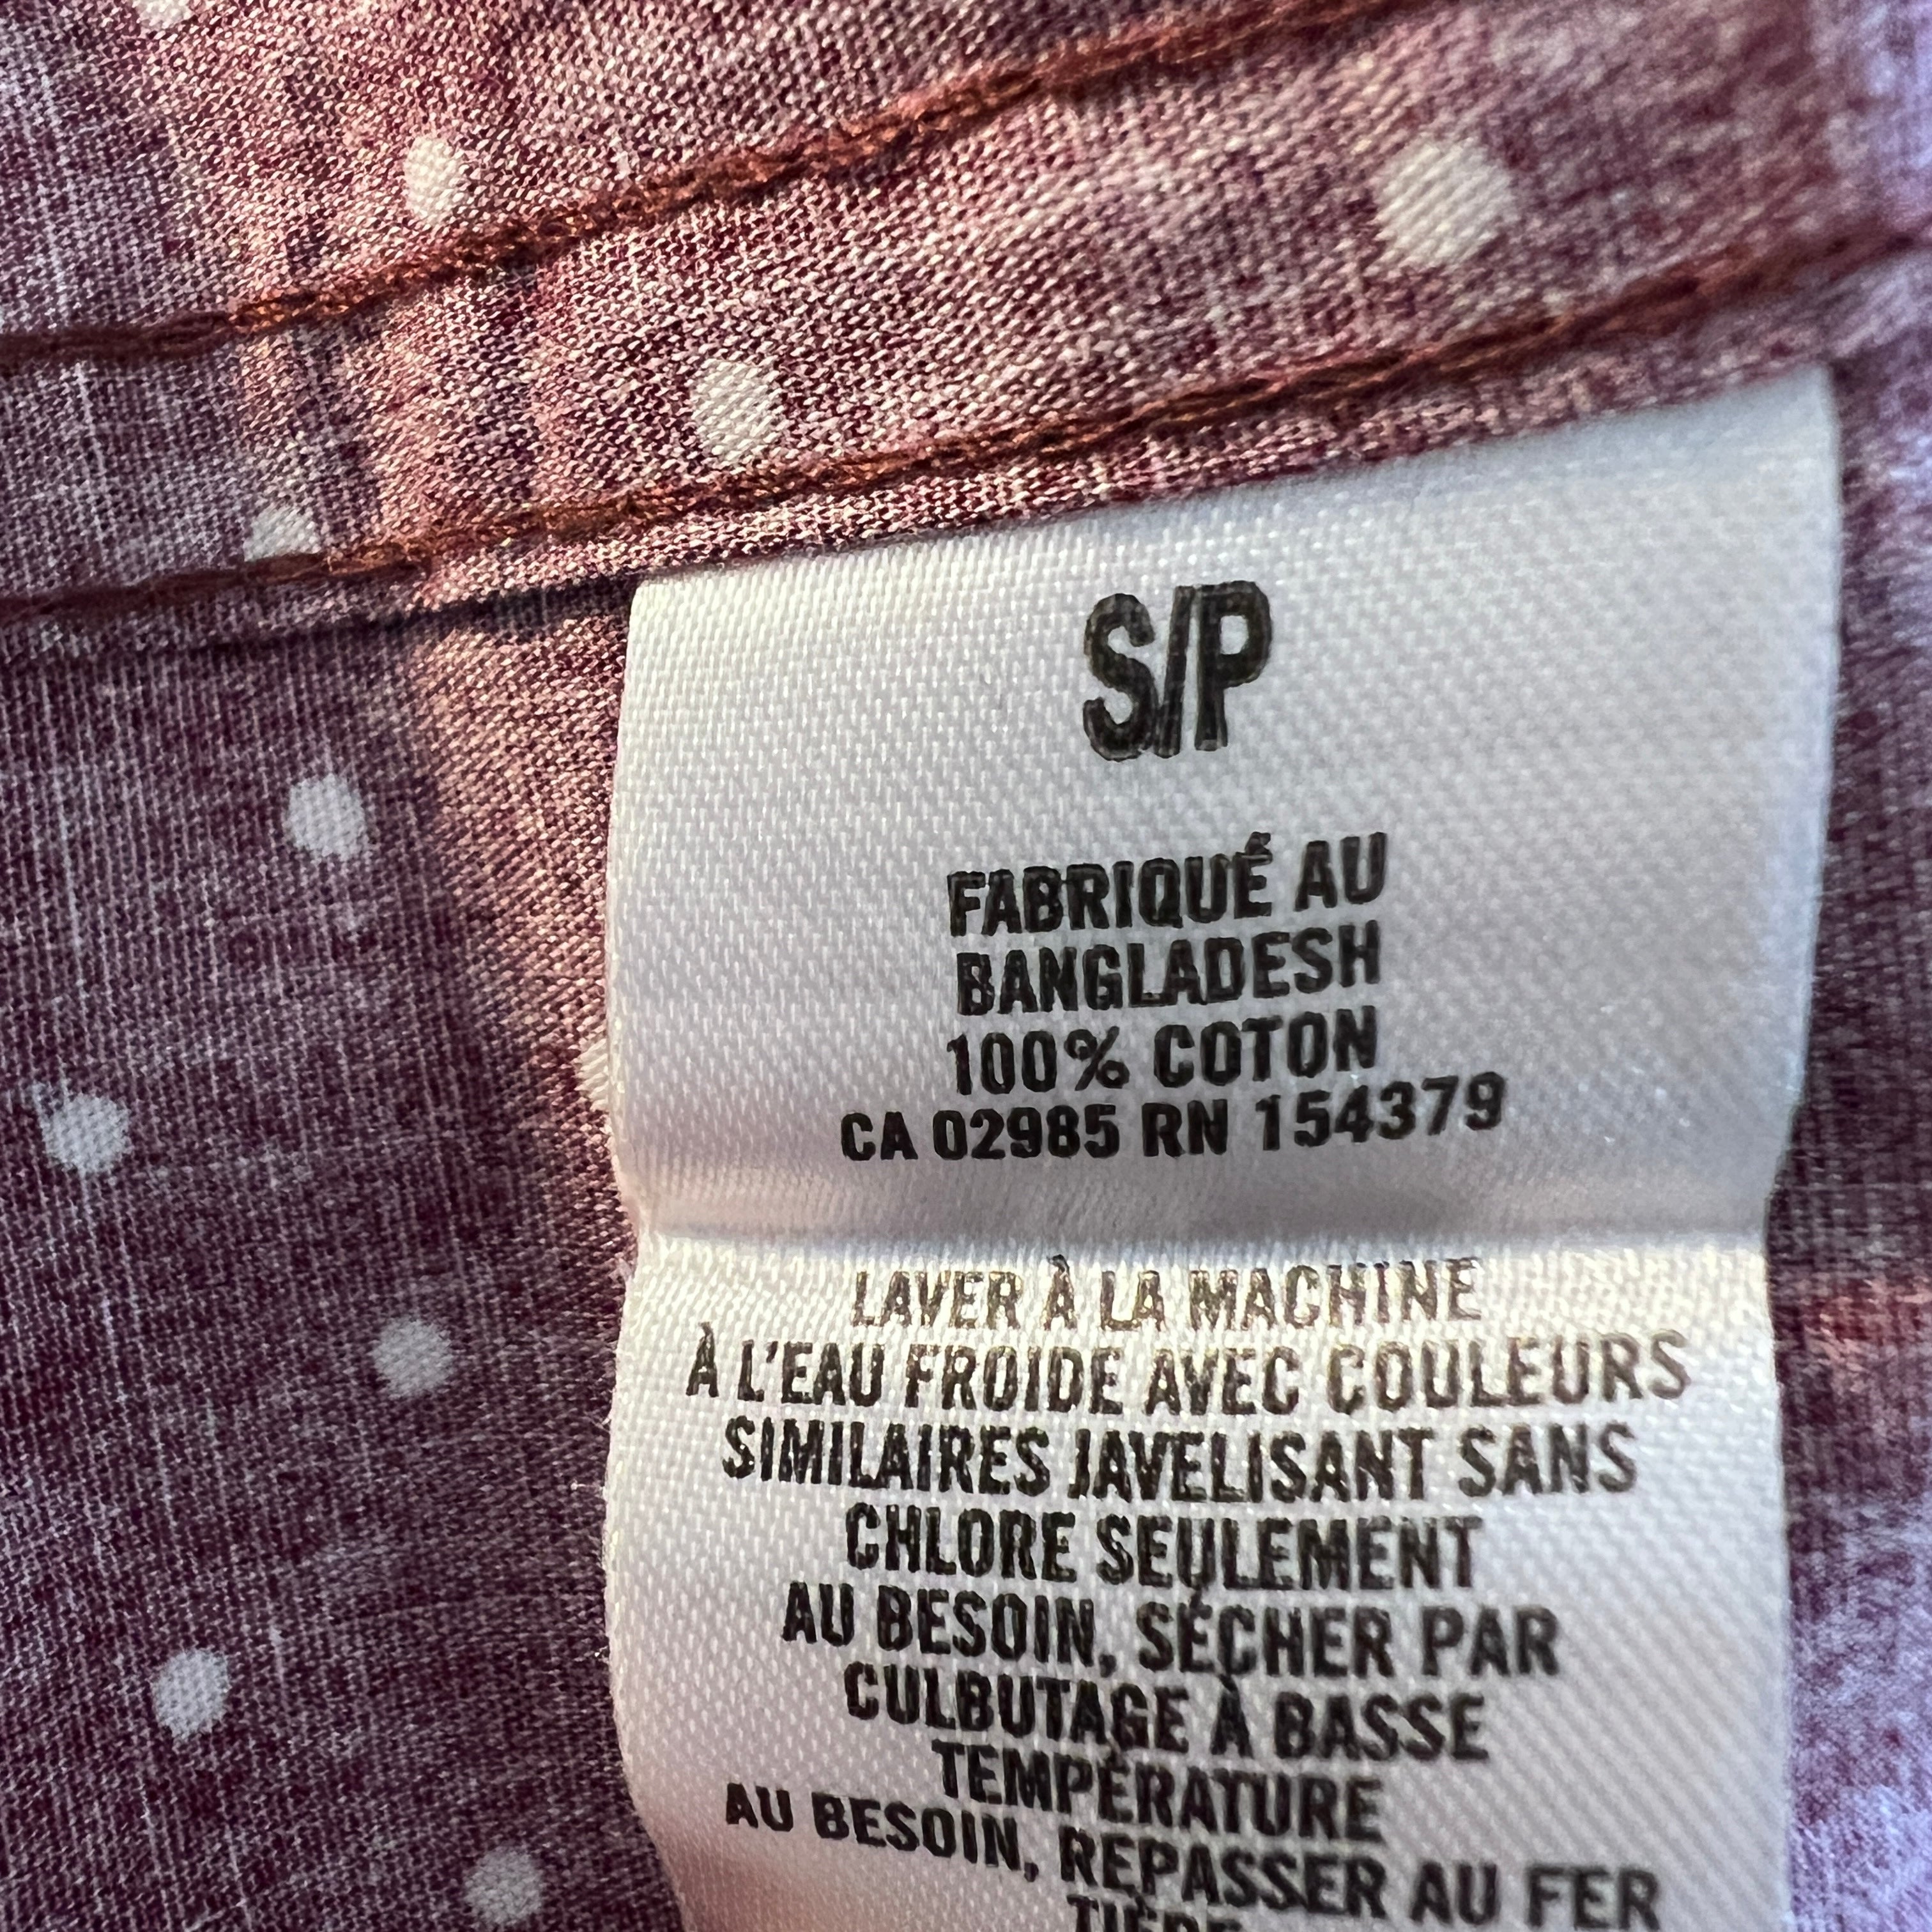 S/P
FABRIQUÉ AU
BANGLADESH
100% COTON
CA 02985 RN 154379
LAVER À LA MACHINE
À L'EAU FROIDE AVEC COULEURS
SIMILAIRES JAVELISANT SANS
CHLORE SEULEMENT
AU BESOIN, SÉCHER PAR
CULBUTAGE À BASSE
TEMPÉRATURE
AU BESOIN, REPASSER AU FER
TIÈDE